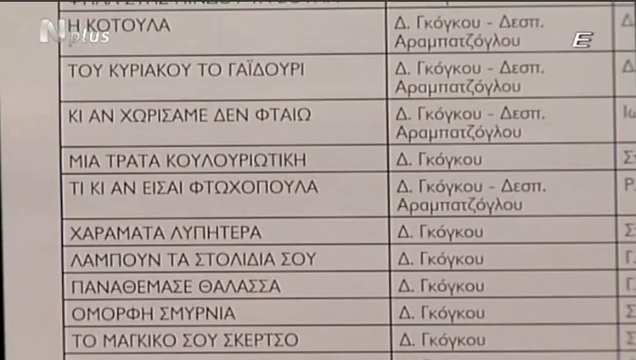 Nplus
E
Η ΚΟΤΟΥΛΑ
Δ. Γκόγκου - Δεσπ.
Αραμπατζόγλου
ΤΟΥ ΚΥΡΙΑΚΟΥ ΤΟ ΓΑΪΔΟΥΡΙ
Δ. Γκόγκου - Δεσπ.
Αραμπατζόγλου
ΚΙ ΑΝ ΧΩΡΙΣΑΜΕ ΔΕΝ ΦΤΑΙΩ
Δ. Γκόγκου - Δεσπ.
Αραμπατζόγλου
ΜΙΑ ΤΡΑΤΑ ΚΟΥΛΟΥΡΙΩΤΙΚΗ
Δ. Γκόγκου
ΤΙ ΚΙ ΑΝ ΕΙΣΑΙ ΦΤΩΧΟΠΟΥΛΑ
Δ. Γκόγκου - Δεσπ.
Αραμπατζόγλου
ΧΑΡΑΜΑΤΑ ΛΥΠΗΤΕΡΑ
Δ. Γκόγκου
ΛΑΜΠΟΥΝ ΤΑ ΣΤΟΛΙΔΙΑ ΣΟΥ
Δ. Γκόγκου
ΠΑΝΑΘΕΜΑΣΕ ΘΑΛΑΣΣΑ
Δ. Γκόγκου
ΟΜΟΡΦΗ ΣΜΥΡΝΙΑ
Δ. Γκόγκου
ΤΟ ΜΑΓΚΙΚΟ ΣΟΥ ΣΚΕΡΤΣΟ
Δ. Γκόγκου